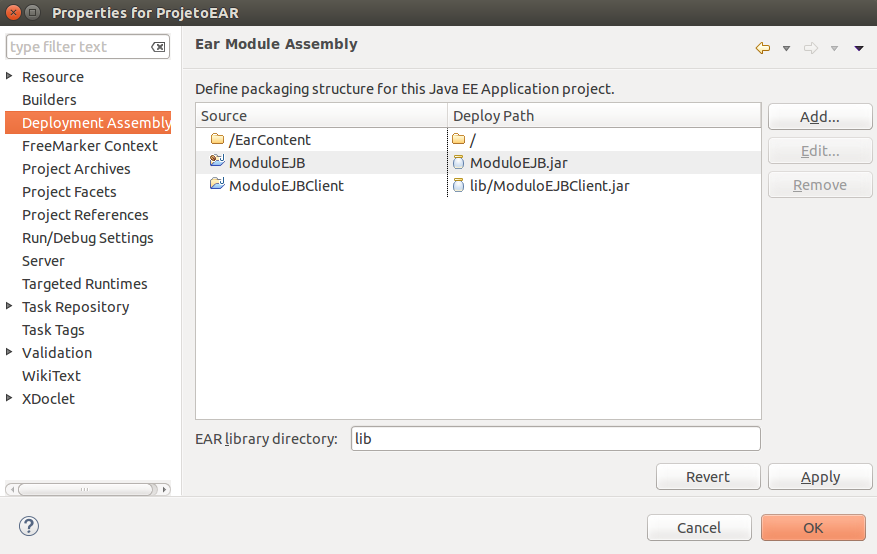 Properties for ProjetoEAR
type filter text
Resource
Builders
Deployment Assembly
FreeMarker Context
Project Archives
Project Facets
Project References
Run/Debug Settings
Server
Targeted Runtimes
Task Repository
Task Tags
Validation
WikiText
XDoclet
Ear Module Assembly
Define packaging structure for this Java EE Application project.
Source Deploy Path
/EarContent /
ModuloEJB ModuloEJB.jar
ModuloEJBClient lib/ModuloEJBClient.jar
Add...
Edit...
Remove
EAR library directory: lib
Revert Apply
? Cancel OK